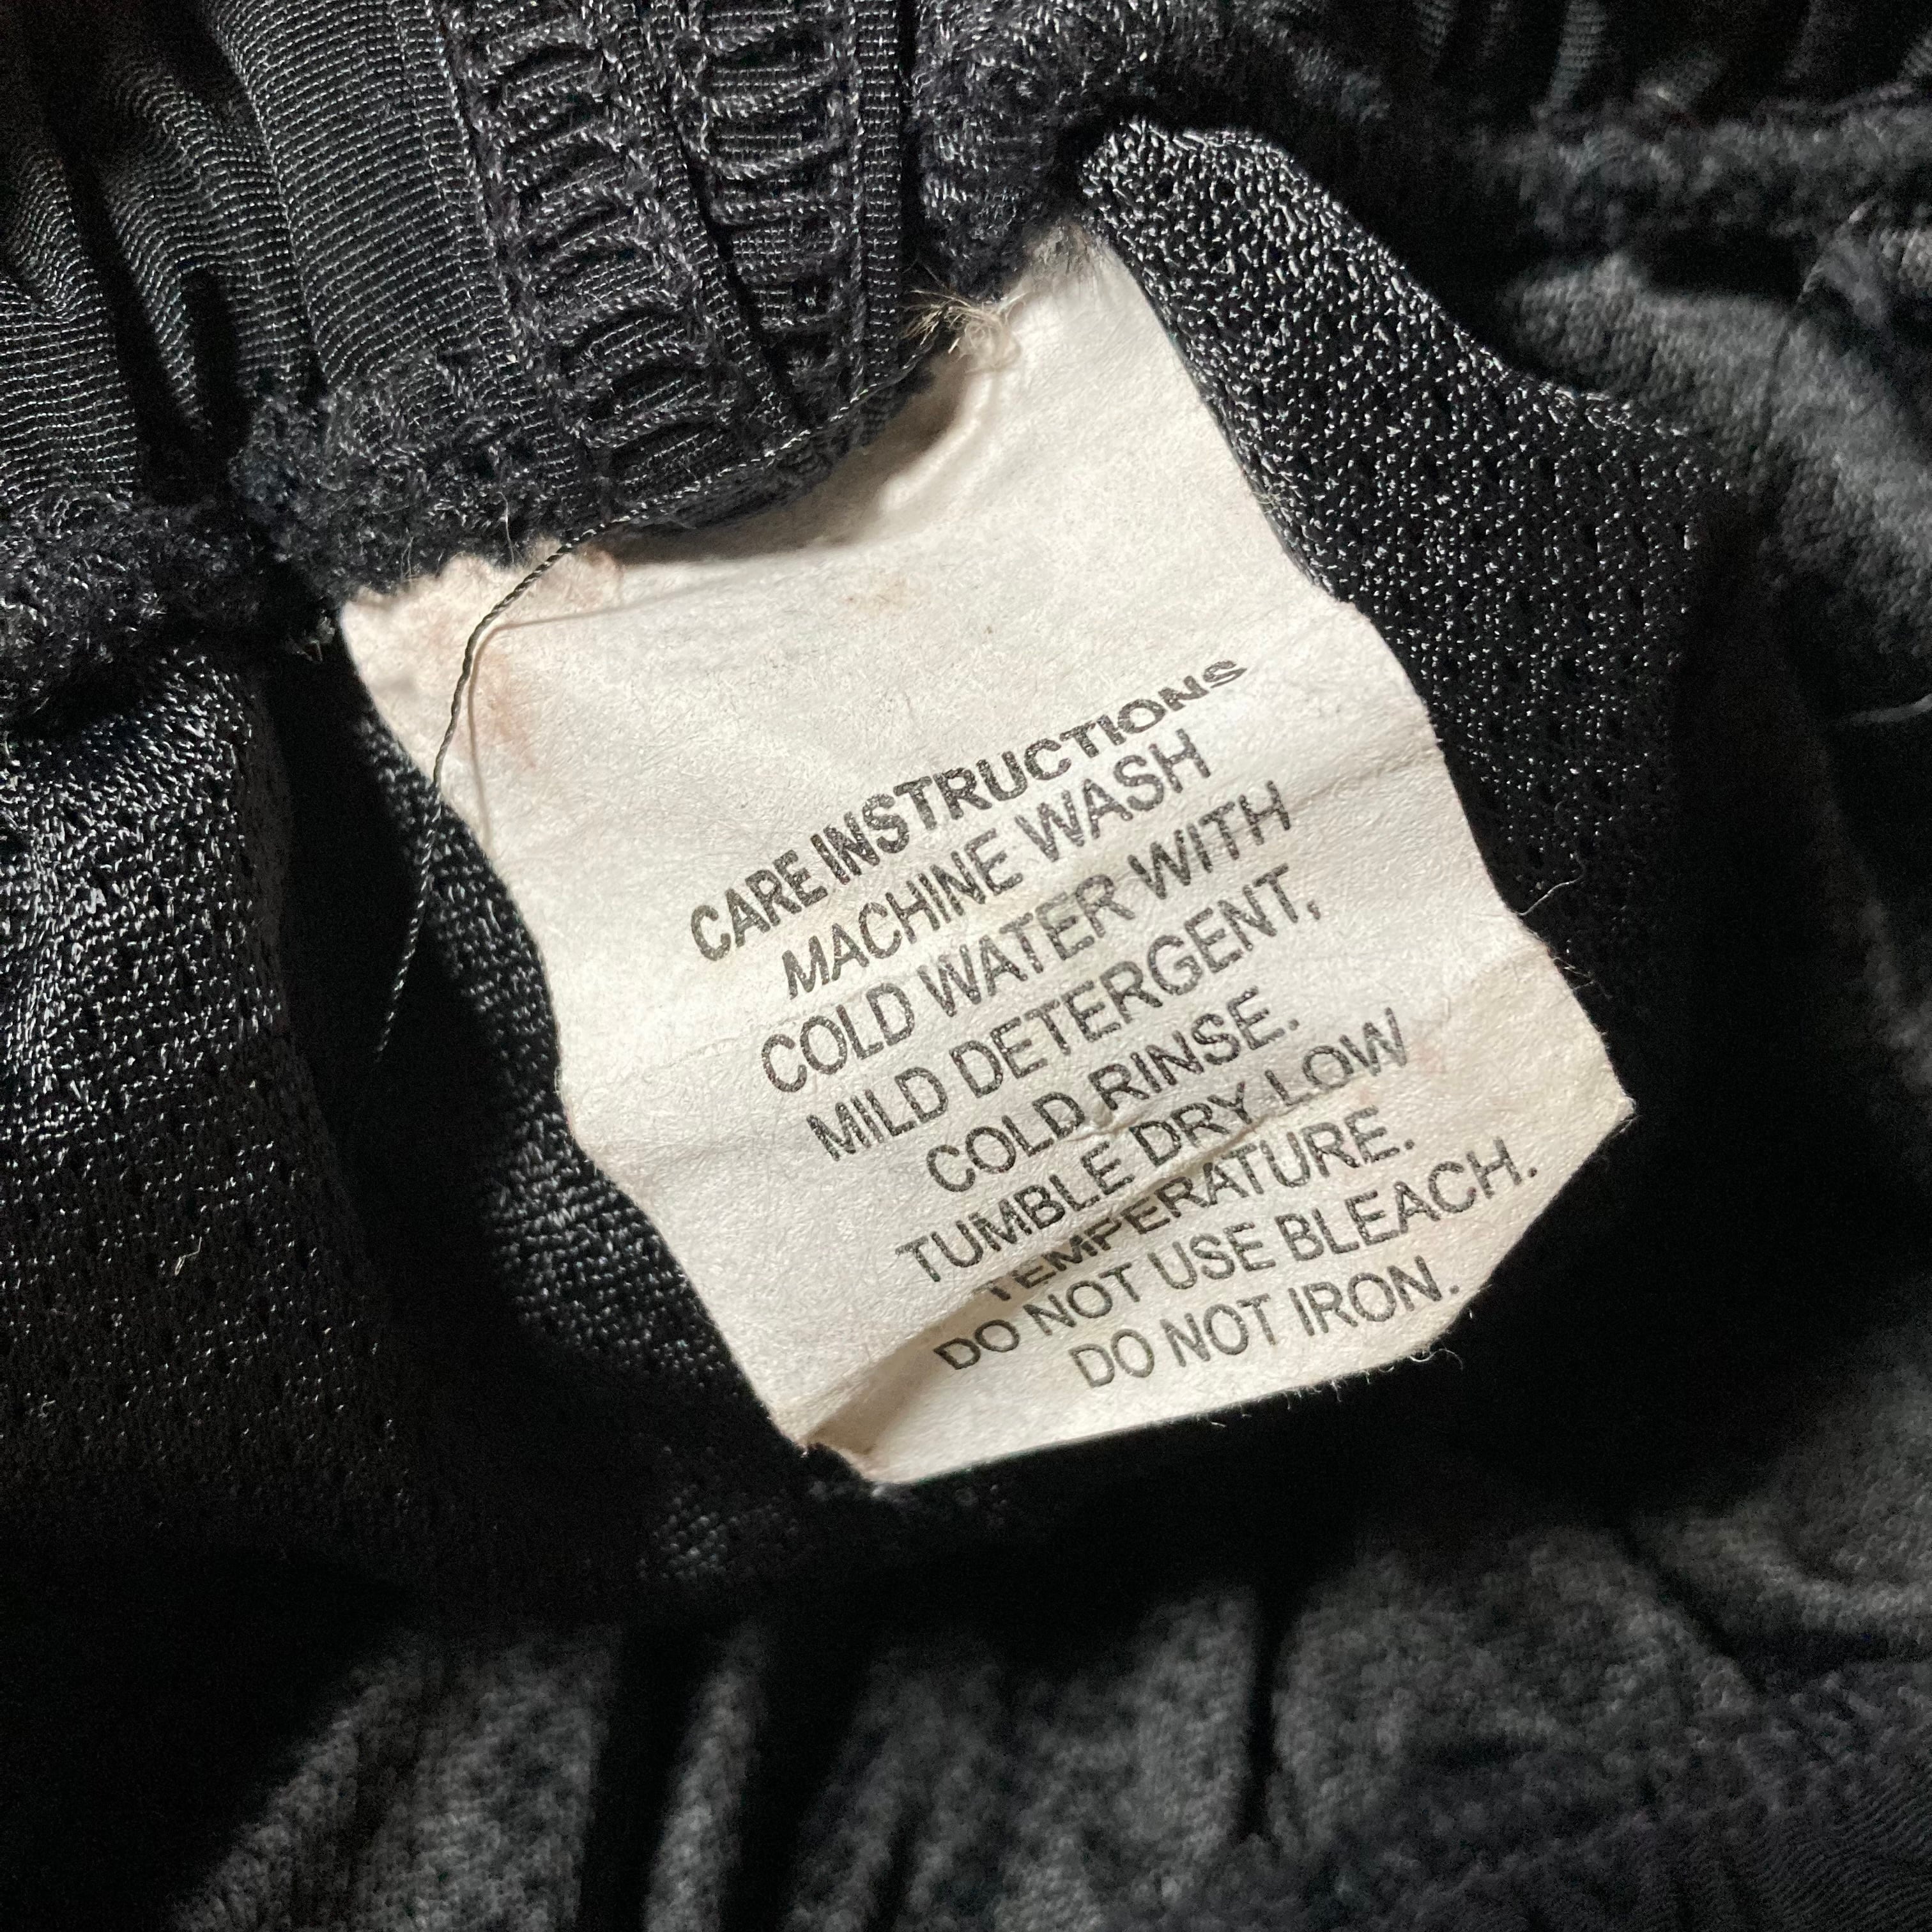 CARE INSTRUCTIONS
MACHINE WASH
COLD WATER WITH
MILD DETERGENT,
COLD RINSE.
TUMBLE DRY LOW
TEMPERATURE.
DO NOT USE BLEACH.
DO NOT IRON.